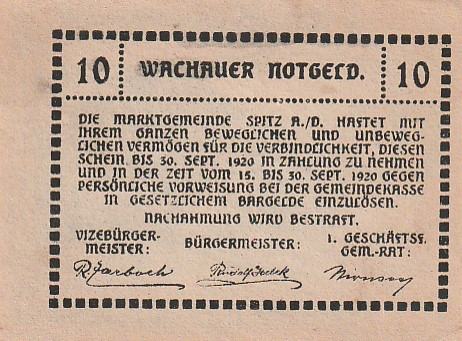 10 WACHAUER NOTGELD. 10
DIE MARKTGEMEINDE SPITZ A./D. HAFTET MIT
IHREM GANZEN BEWEGLICHEN UND UNBEWEG-
LICHEN VERMÖGEN FÜR DIE VERBINDLICHKEIT, DIESEN
SCHEIN BIS 30. SEPT. 1920 IN ZAHLUNG ZU NEHMEN
UND IN DER ZEIT VOM 15. BIS 30. SEPT. 1920 GEGEN
PERSÖNLICHE VORWEISUNG BEI DER GEMEINDEKASSE
IN GESETZLICHEM BARGELDE EINZULÖSEN.
NACHAHMUNG WIRD BESTRAFT.
VIZEBÜRGER-
MEISTER:
BÜRGERMEISTER:
1. GESCHÄFTSF.
GEM.-RAT: